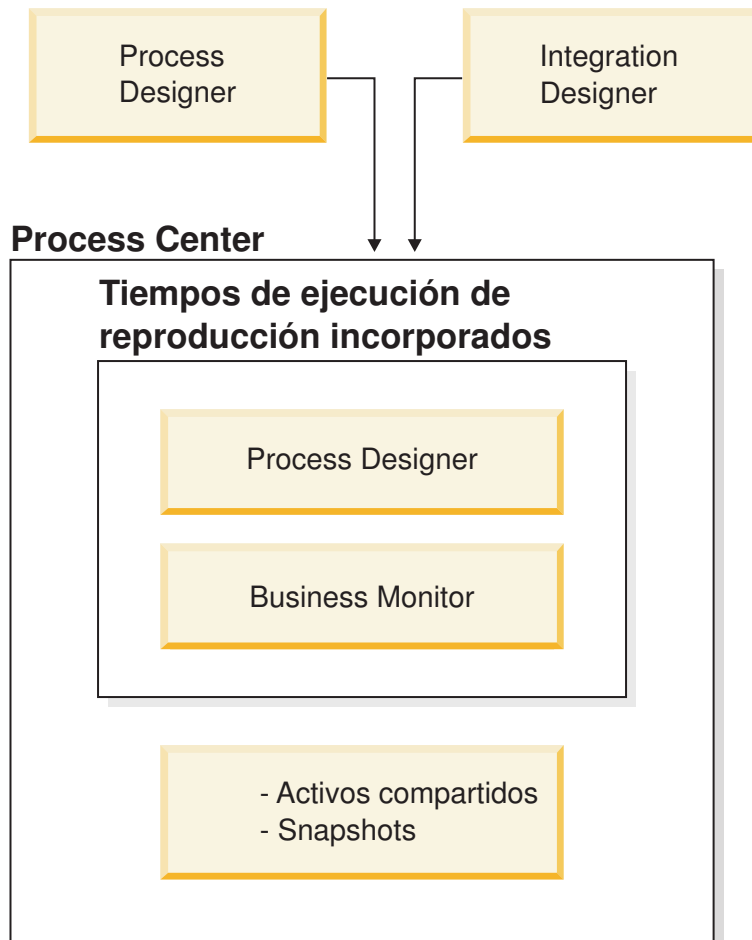 Process
Designer
Integration
Designer
Process Center
Tiempos de ejecución de
reproducción incorporados
Process Designer
Business Monitor
- Activos compartidos
- Snapshots